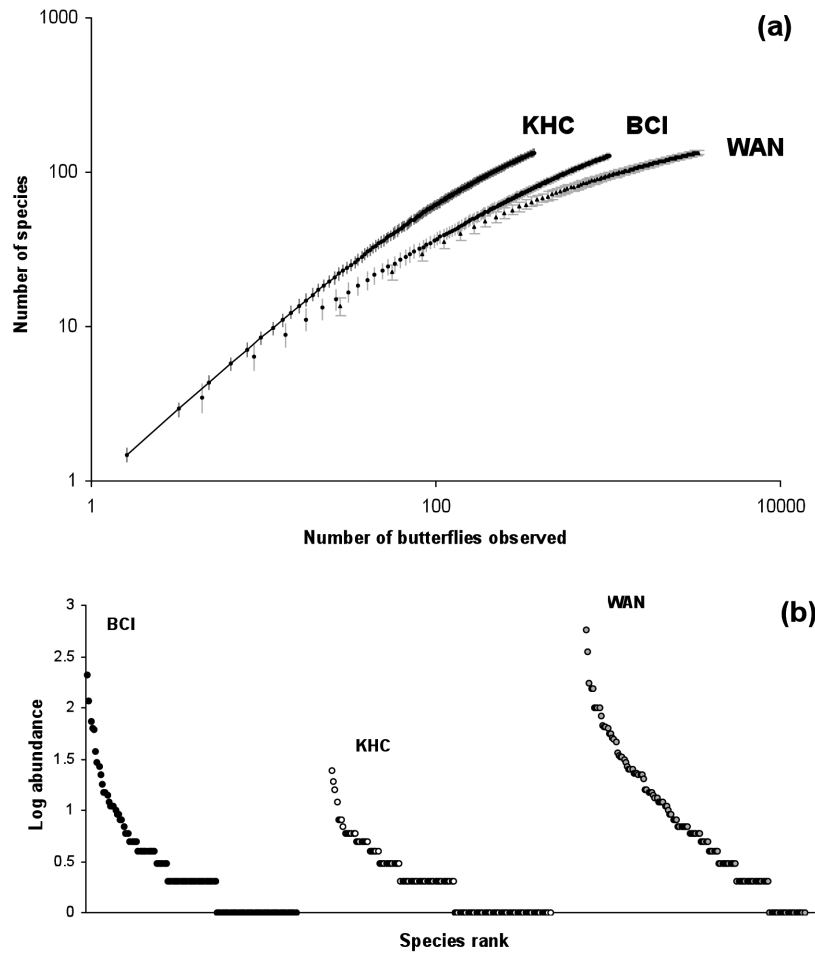 (a)
1000
100
10
1
KHC
BCI
WAN
Number of species
1
100
10000
Number of butterflies observed
(b)
3
2.5
2
1.5
1
0.5
0
BCI
KHC
WAN
Log abundance
Species rank